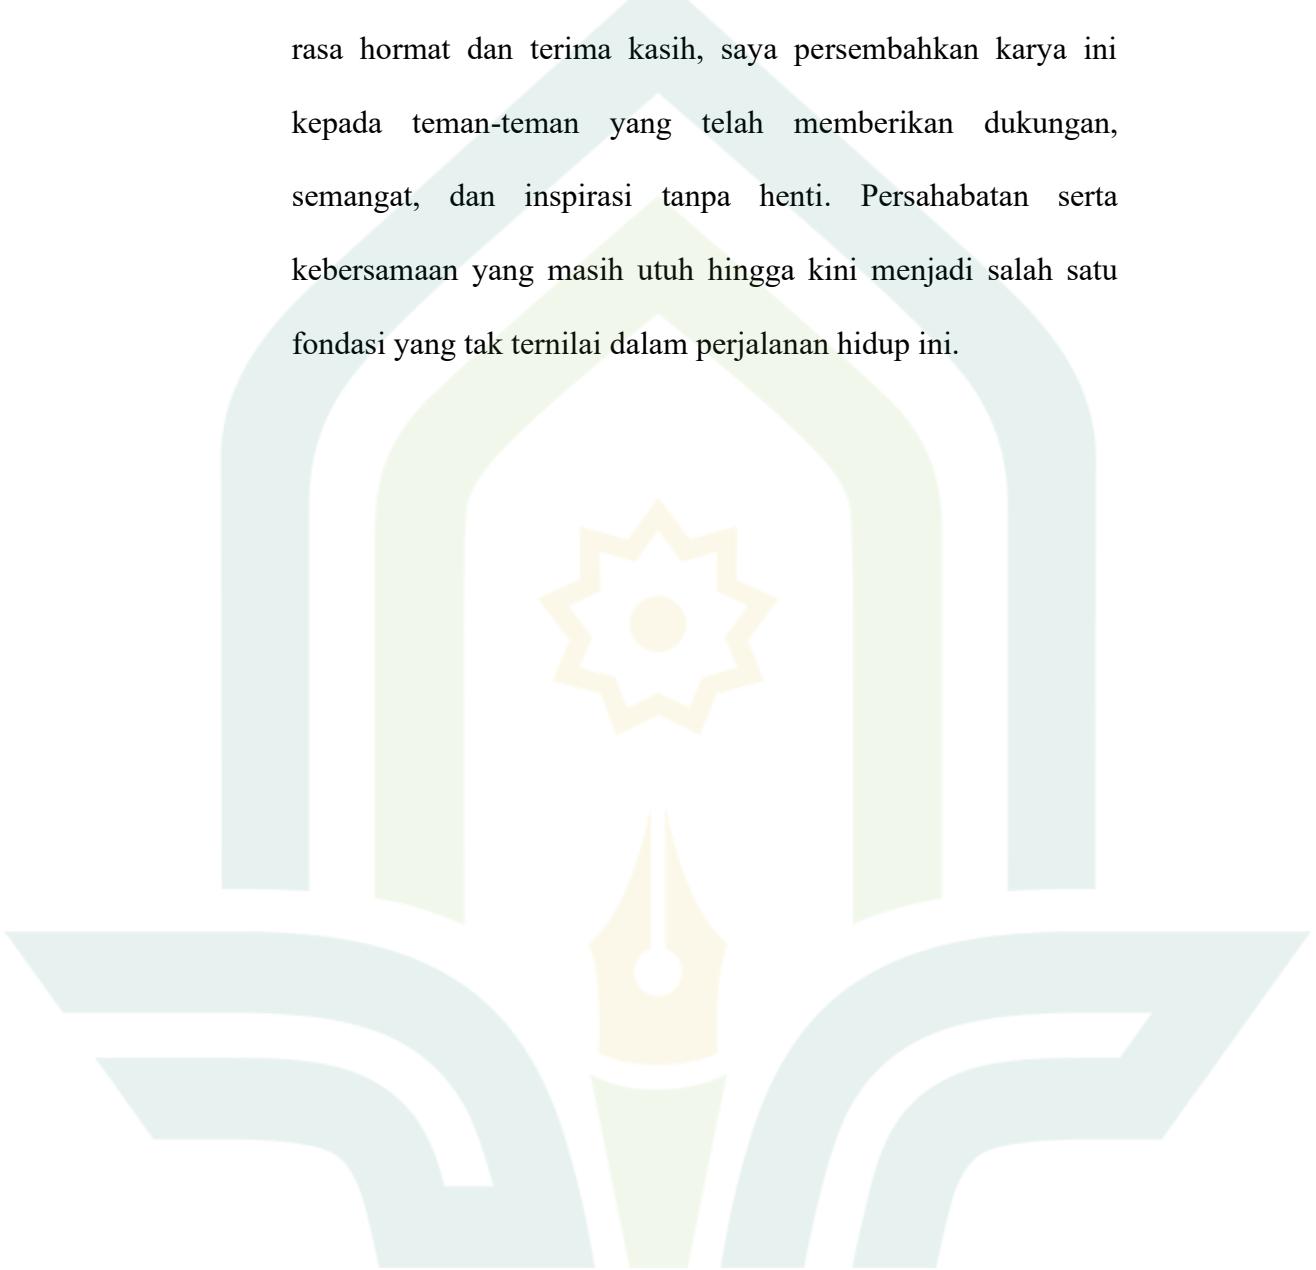 rasa hormat dan terima kasih, saya persembahkan karya ini
kepada teman-teman yang telah memberikan dukungan,
semangat, dan inspirasi tanpa henti. Persahabatan serta
kebersamaan yang masih utuh hingga kini menjadi salah satu
fondasi yang tak ternilai dalam perjalanan hidup ini.